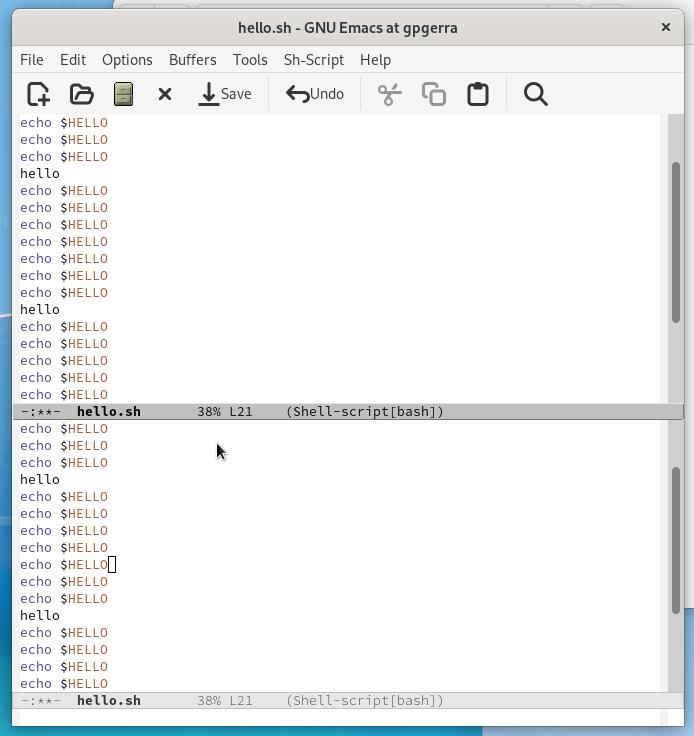 hello.sh - GNU Emacs at gpgerra
File Edit Options Buffers Tools Sh-Script Help
Save Undo
echo $HELLO
echo $HELLO
echo $HELLO
hello
echo $HELLO
echo $HELLO
echo $HELLO
echo $HELLO
echo $HELLO
echo $HELLO
echo $HELLO
hello
echo $HELLO
echo $HELLO
echo $HELLO
echo $HELLO
echo $HELLO
-:**- hello.sh 38% L21 (Shell-script[bash])
echo $HELLO
echo $HELLO
echo $HELLO
hello
echo $HELLO
echo $HELLO
echo $HELLO
echo $HELLO
echo $HELLO
echo $HELLO
echo $HELLO
hello
echo $HELLO
echo $HELLO
echo $HELLO
echo $HELLO
-:**- hello.sh 38% L21 (Shell-script[bash])